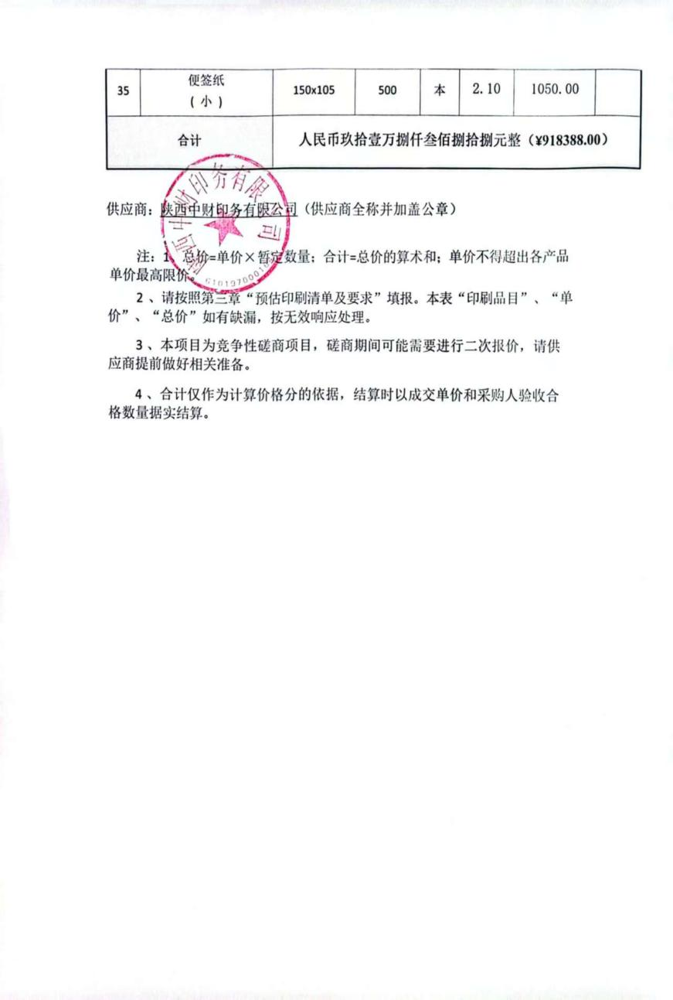 35 便签纸 150x105 500 本 2.10 1050.00
(小)
合计 人民币玖拾壹万捌仟叁佰捌拾捌元整（¥918388.00）
供应商：陕西中财印务有限公司（供应商全称并加盖公章）
陕西中财印务有限公司
注：1、总价=单价×暂定数量；合计=总价的算术和；单价不得超出各产品
单价最高限价。
2、请按照第三章“预估印刷清单及要求”填报。本表“印刷品目”、“单
价”、“总价”如有缺漏，按无效响应处理。
3、本项目为竞争性磋商项目，磋商期间可能需要进行二次报价，请供
应商提前做好相关准备。
4、合计仅作为计算价格分的依据，结算时以成交单价和采购人验收合
格数量据实结算。